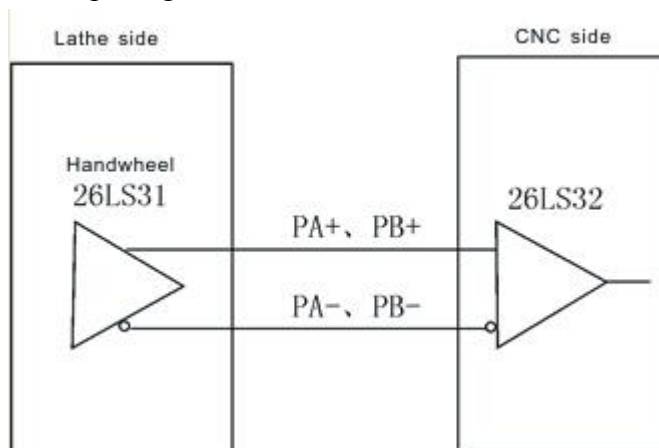 Lathe side
CNC side
Handwheel
26LS31
26LS32
PA+、PB+
PA-、PB-